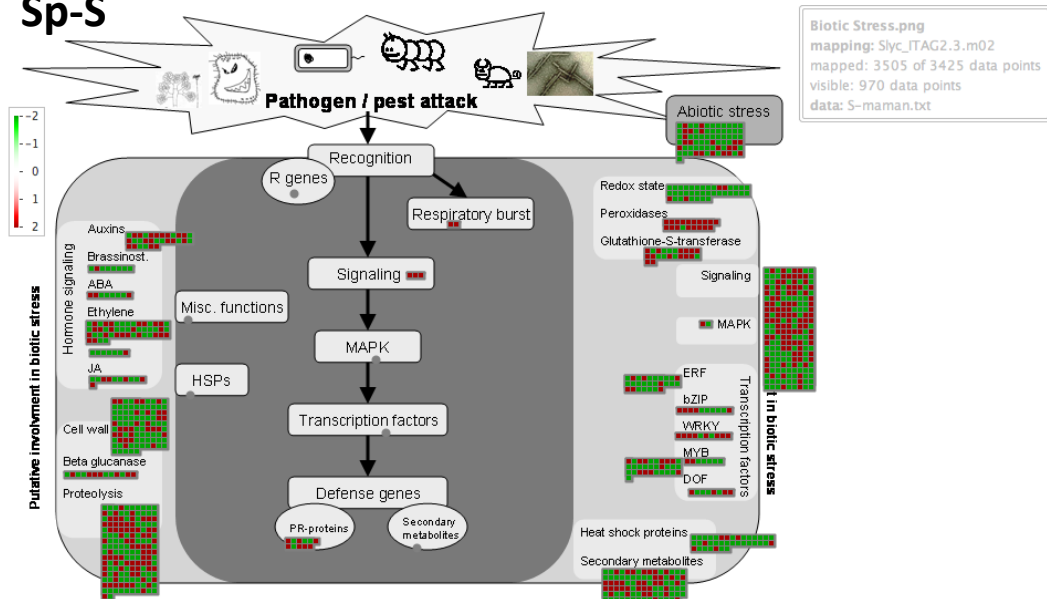 Sp-S
Biotic Stress.png
mapping: Slyc_ITAG2.3.m02
mapped: 3505 of 3425 data points
visible: 970 data points
data: S-maman.txt
Pathogen / pest attack
-2
-1
0
1
2
Abiotic stress
Recognition
R genes
Respiratory burst
Signaling
Misc. functions
MAPK
HSPs
Transcription factors
Defense genes
PR-proteins
Secondary
metabolites
Putative involvment in biotic stress
Hormone signaling
Auxins
Brassinost.
ABA
Ethylene
JA
Cell wall
Beta glucanase
Proteolysis
Redox state
Peroxidases
Glutathione-S-transferase
Signaling
MAPK
ERF
bZIP
WRKY
MYB
DOF
Transcription factors
Heat shock proteins
Secondary metabolites
in biotic stress